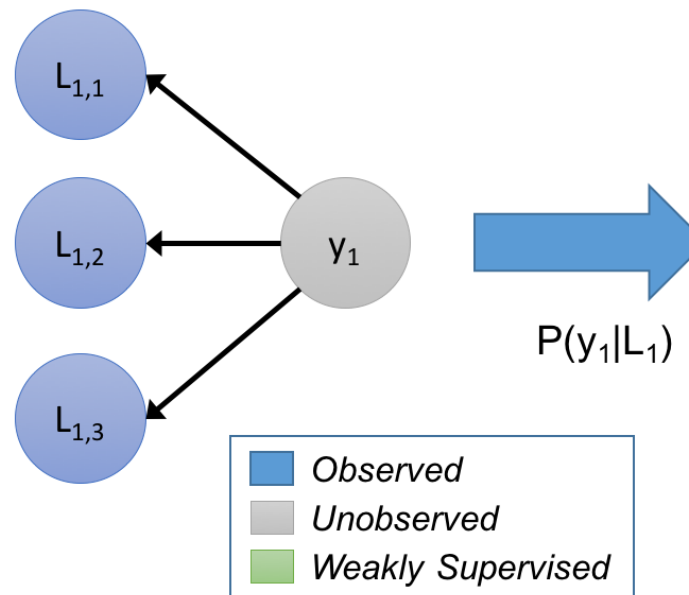 L1,1
L1,2
y1
P(y1|L1)
L1,3
Observed
Unobserved
Weakly Supervised